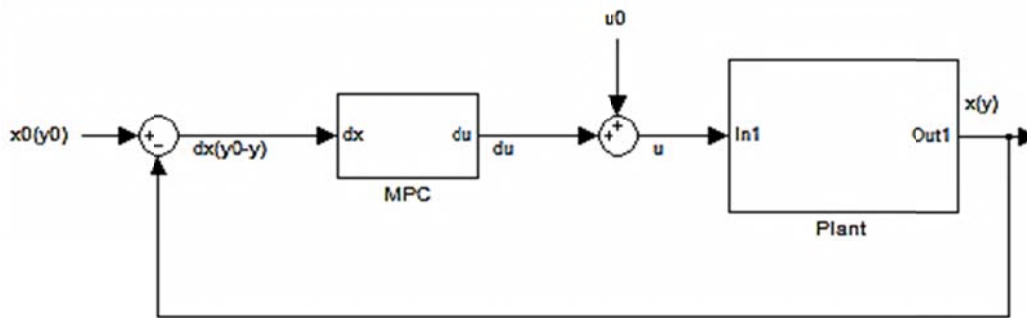 u0
x(y)
x0(y0)
+
−
dx(y0-y)
dx
du
MPC
du
+
+
u
In1
Out1
Plant